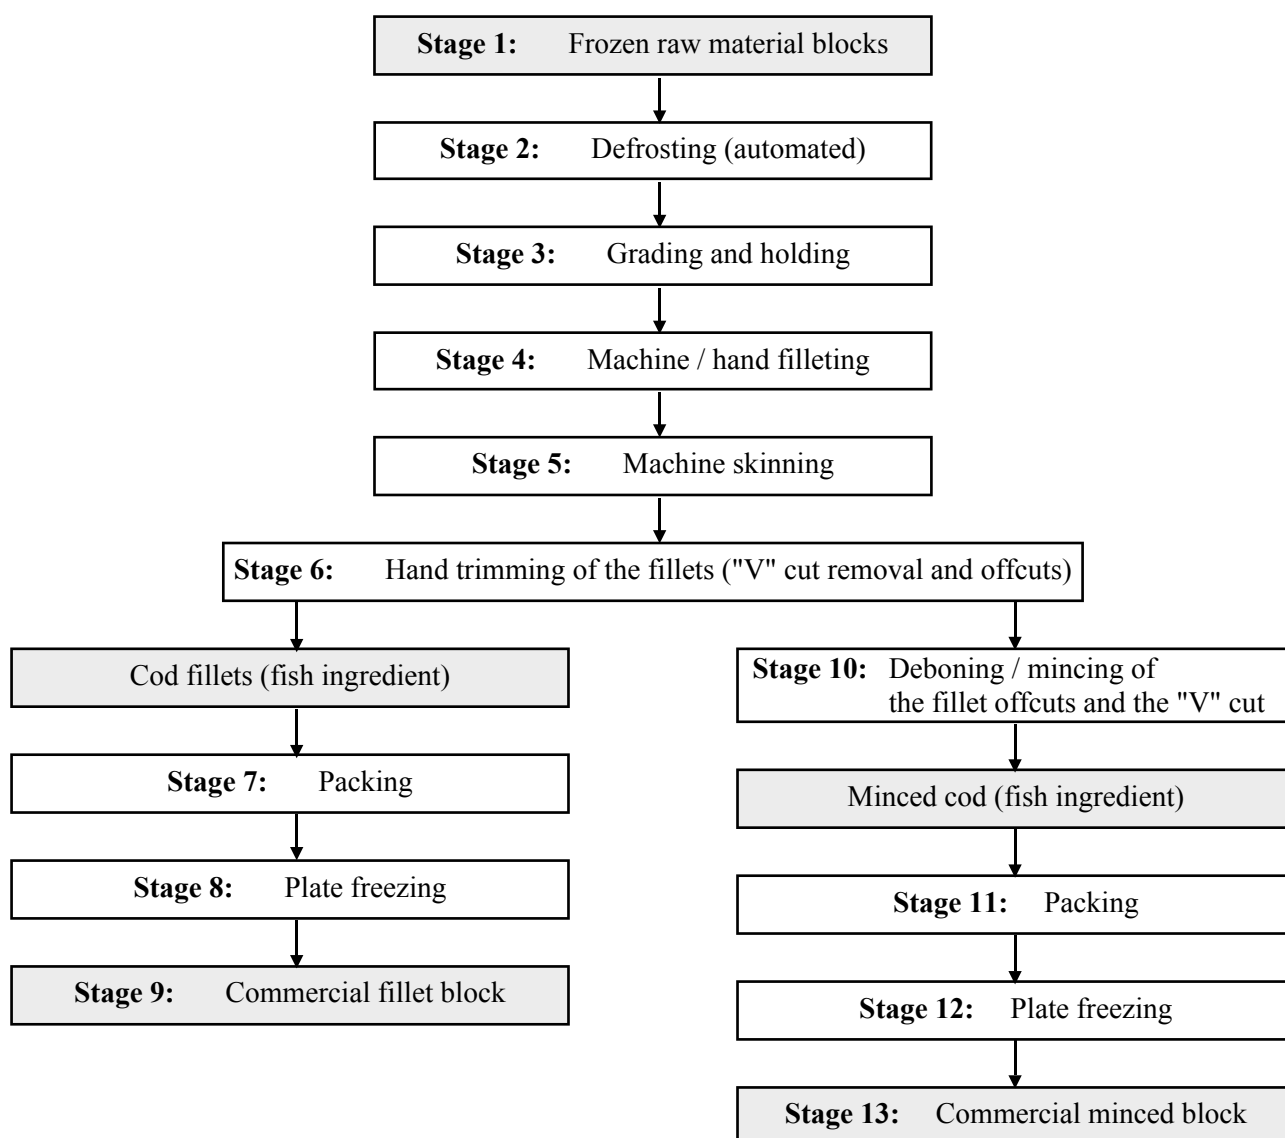 Stage 1: Frozen raw material blocks
Stage 2: Defrosting (automated)
Stage 3: Grading and holding
Stage 4: Machine / hand filleting
Stage 5: Machine skinning
Stage 6: Hand trimming of the fillets ("V" cut removal and offcuts)
Cod fillets (fish ingredient)
Stage 7: Packing
Stage 8: Plate freezing
Stage 9: Commercial fillet block
Stage 10: Deboning / mincing of
the fillet offcuts and the "V" cut
Minced cod (fish ingredient)
Stage 11: Packing
Stage 12: Plate freezing
Stage 13: Commercial minced block